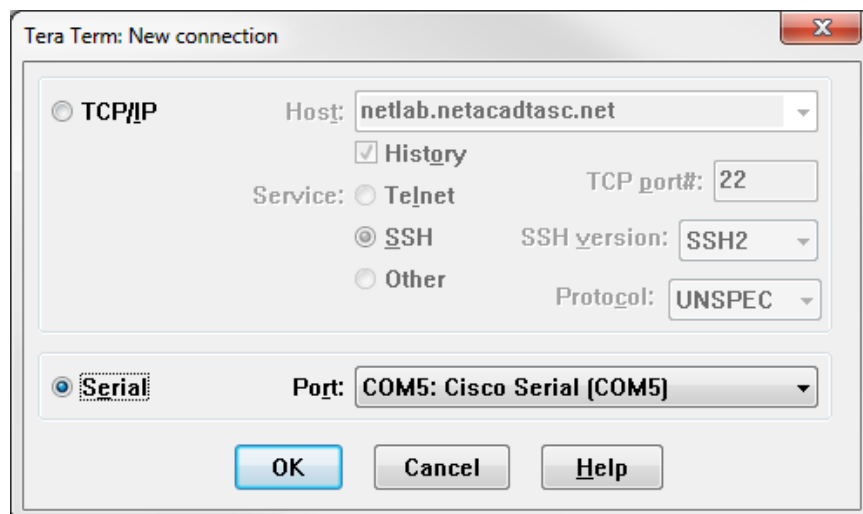 Tera Term: New connection
TCP/IP
Host: netlab.netacadtasc.net
History
Service: Telnet
TCP port#: 22
SSH
SSH version: SSH2
Other
Protocol: UNSPEC
Serial
Port: COM5: Cisco Serial (COM5)
OK Cancel Help